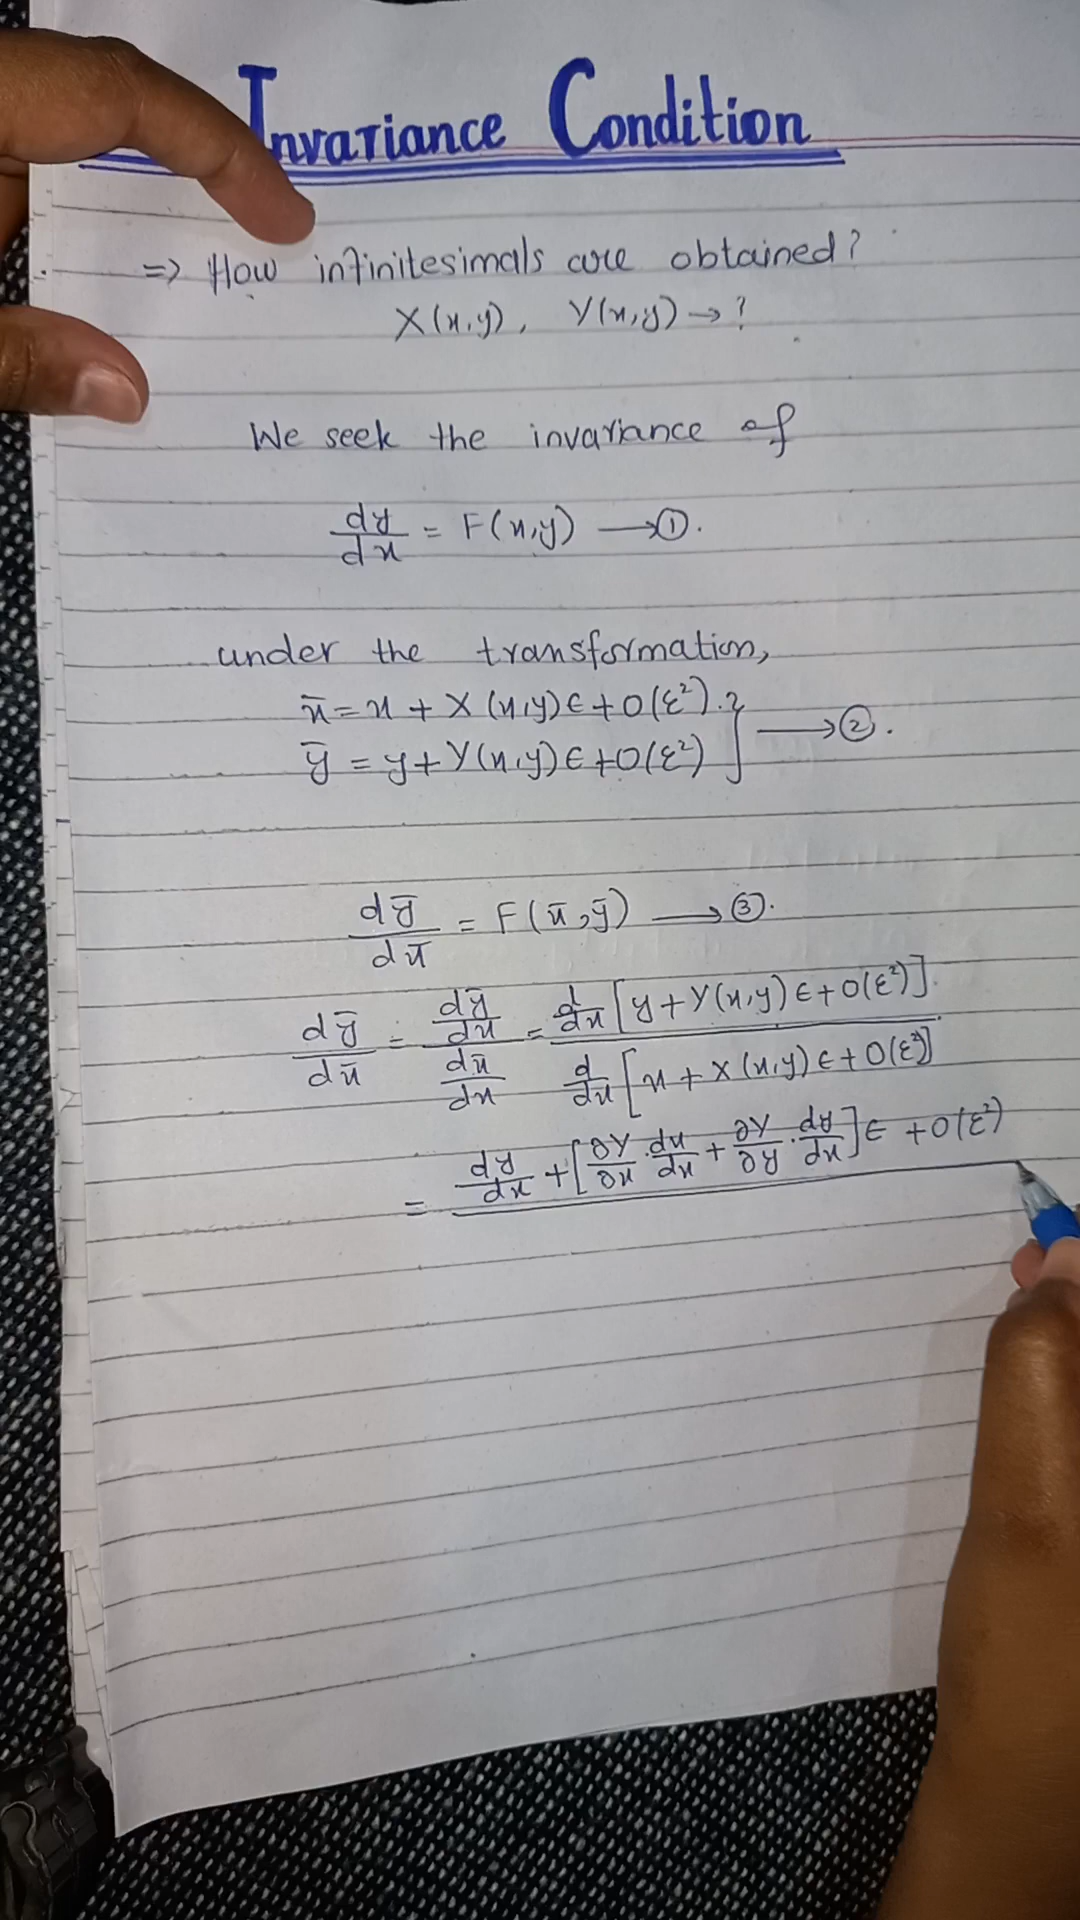 Invariance Condition
=> How infinitesimals are obtained?
X(x,y), Y(x,y) → ?
We seek the invariance of
dy/dx = F(x,y) → ①.
under the transformation,
x̄ = x + X(x,y)ϵ + O(ϵ²).
ȳ = y + Y(x,y)ϵ + O(ϵ²) } → ②.
dȳ/dx̄ = F(x̄,ȳ) → ③.
dȳ/dx̄ = (dȳ/dx)/(dx̄/dx) = (d/dx [y + Y(x,y)ϵ + O(ϵ²)])/(d/dx [x + X(x,y)ϵ + O(ϵ²)])
= dy/dx + [∂Y/∂x · dx/dx + ∂Y/∂y · dy/dx]ϵ + O(ϵ²)